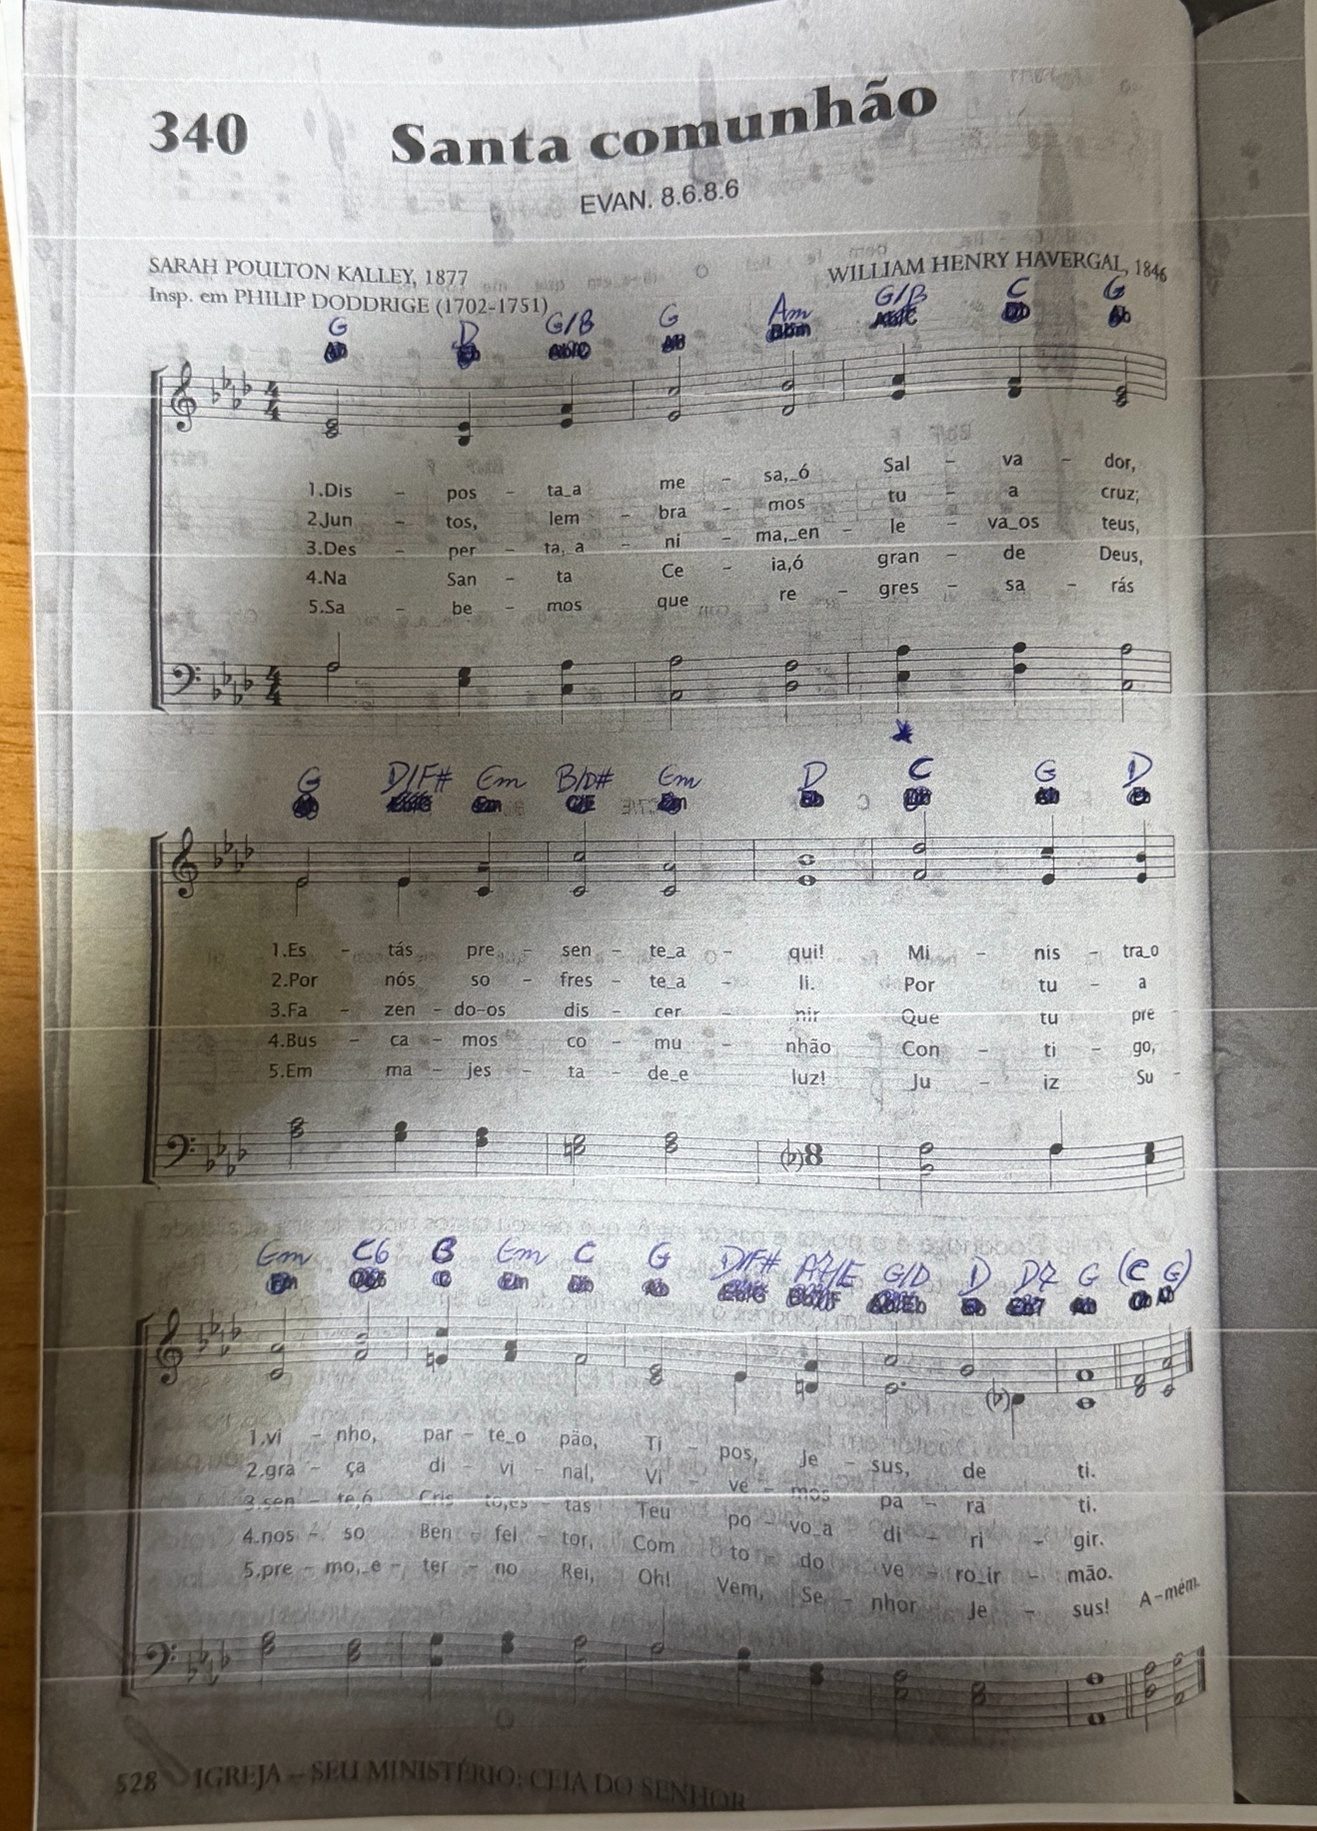 340
Santa comunhão
EVAN. 8.6.8.6
SARAH POULTON KALLEY, 1877
WILLIAM HENRY HAVERGAL, 1846
Insp. em PHILIP DODDRIGE (1702-1751)
G D G/B G Am G/B C G
1.Dis - pos - ta_a me - sa,_ó Sal - va - dor,
2.Jun - tos, lem - bra - mos tu - a cruz;
3.Des - per - ta, a - ni - ma,_en - le - va_os teus,
4.Na San - ta Ce - ia,ó gran - de Deus,
5.Sa - be - mos que re - gres - sa - rás
G D/F# Em B/D# Em D C G D
1.Es - tás pre - sen - te_a - qui! Mi - nis - tra_o
2.Por nós so - fres - te_a - li. Por tu - a
3.Fa - zen - do-os dis - cer - nir Que tu pre -
4.Bus - ca - mos co - mu - nhão Con - ti - go,
5.Em ma - jes - ta - de_e luz! Ju - iz Su -
Em C6 B Em C G D/F# A7/E G/D D D7 G (C G)
1.vi - nho, par - te_o pão, Ti - pos, Je - sus, de ti.
2.gra - ça di - vi - nal, Vi - ve - mos pa - ra ti.
3.sen - te,ó Cris - to,es - tás Teu po - vo_a di - ri - gir.
4.nos - so Ben - fei - tor, Com to - do ve - ro_ir - mão.
5.pre - mo,_e - ter - no Rei, Oh! Vem, Se - nhor Je - sus! A-mém.
528 IGREJA – SEU MINISTÉRIO: CEIA DO SENHOR